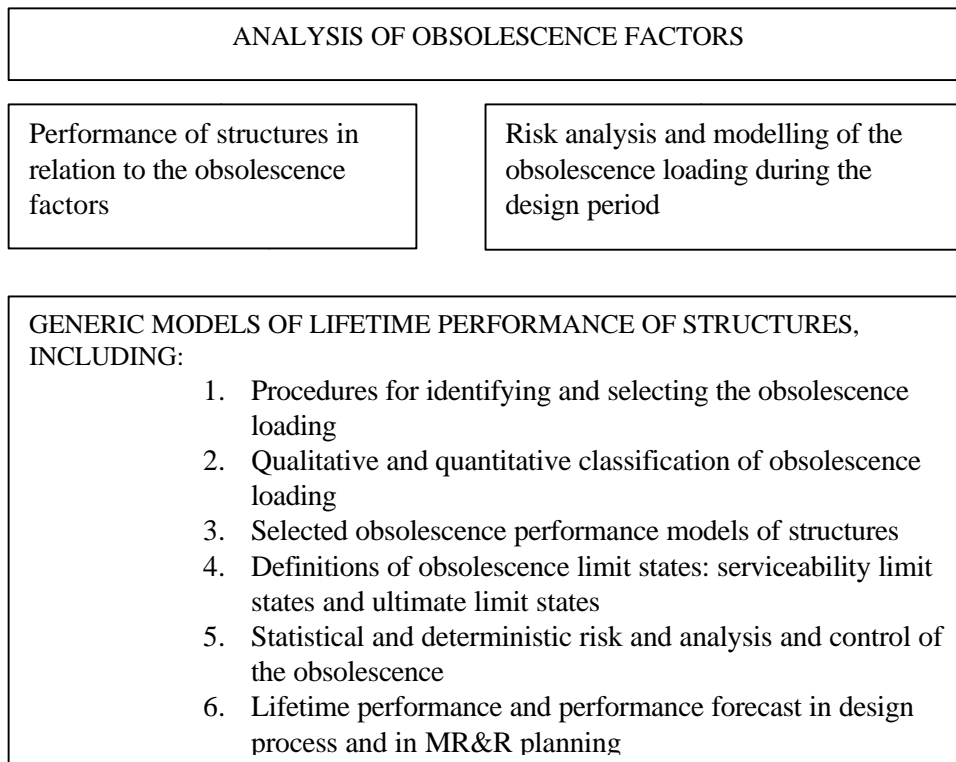 ANALYSIS OF OBSOLESCENCE FACTORS
Performance of structures in
relation to the obsolescence
factors
Risk analysis and modelling of the
obsolescence loading during the
design period
GENERIC MODELS OF LIFETIME PERFORMANCE OF STRUCTURES,
INCLUDING:
1. Procedures for identifying and selecting the obsolescence
loading
2. Qualitative and quantitative classification of obsolescence
loading
3. Selected obsolescence performance models of structures
4. Definitions of obsolescence limit states: serviceability limit
states and ultimate limit states
5. Statistical and deterministic risk and analysis and control of
the obsolescence
6. Lifetime performance and performance forecast in design
process and in MR&R planning